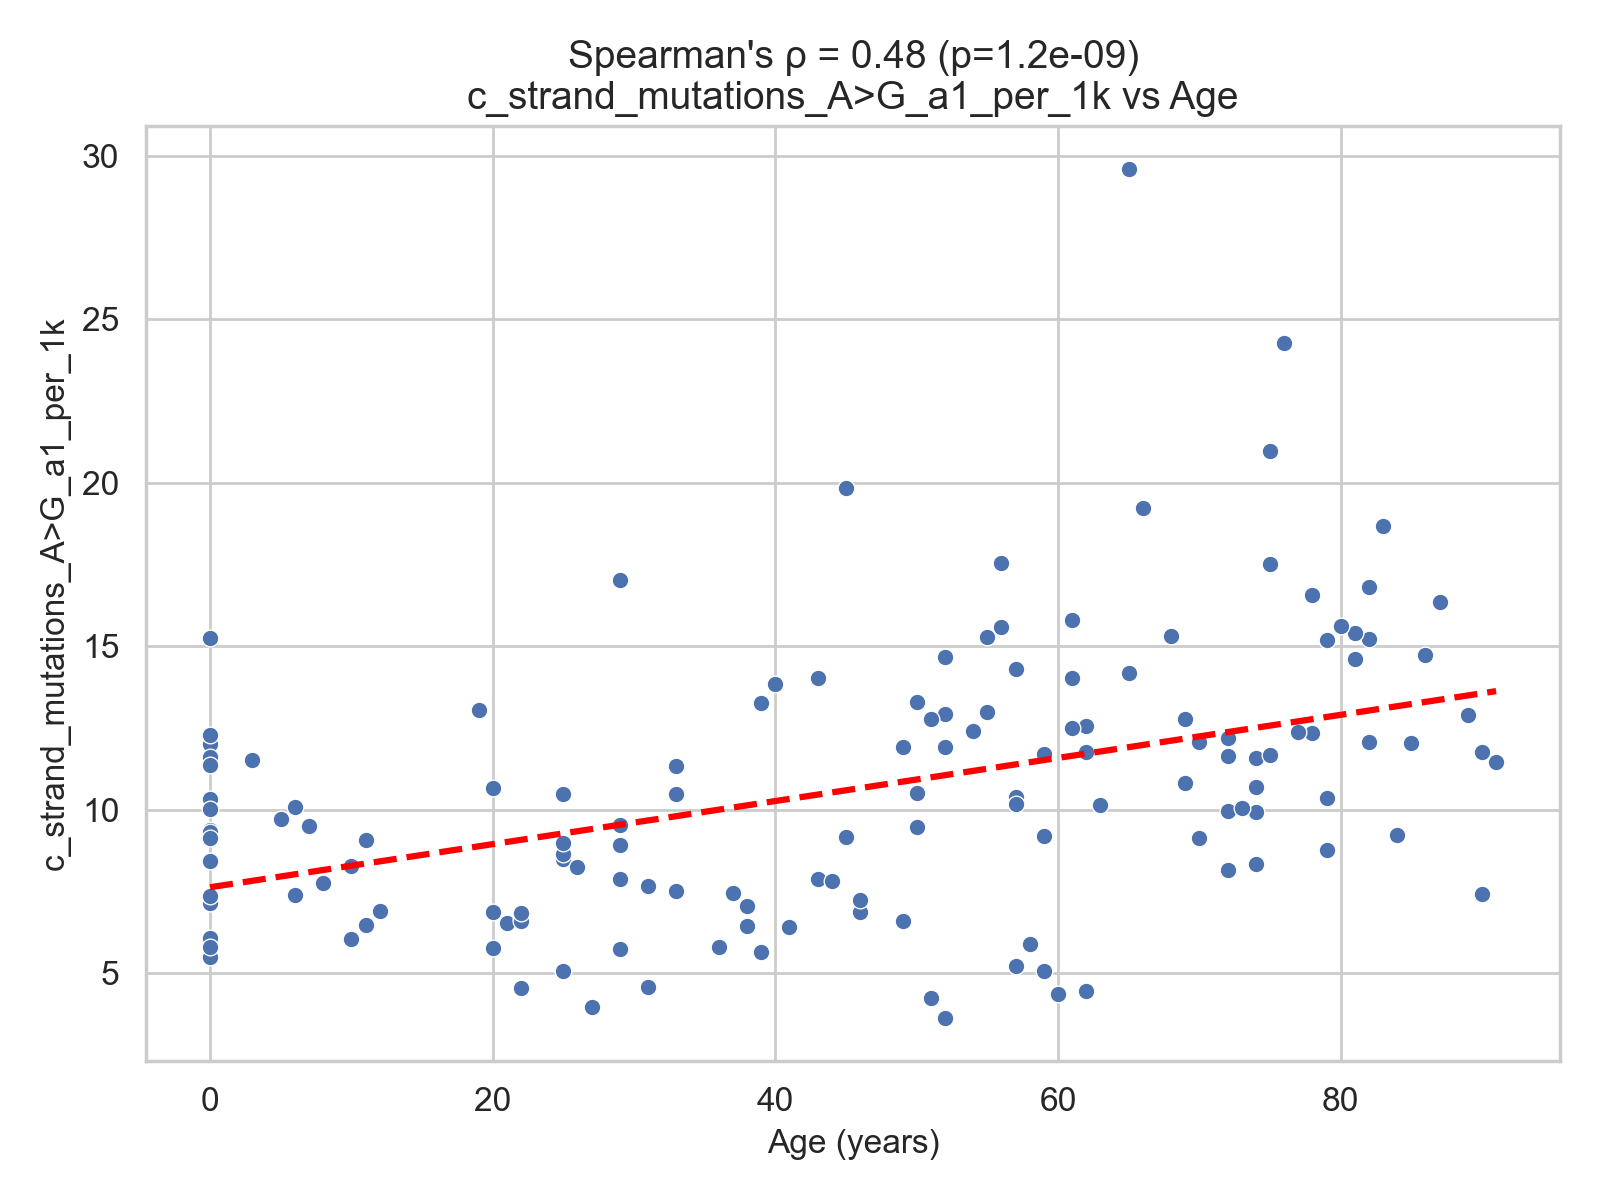 Spearman's ρ = 0.48 (p=1.2e-09)
c_strand_mutations_A>G_a1_per_1k vs Age
c_strand_mutations_A>G_a1_per_1k
30
25
20
15
10
5
0
20
40
60
80
Age (years)